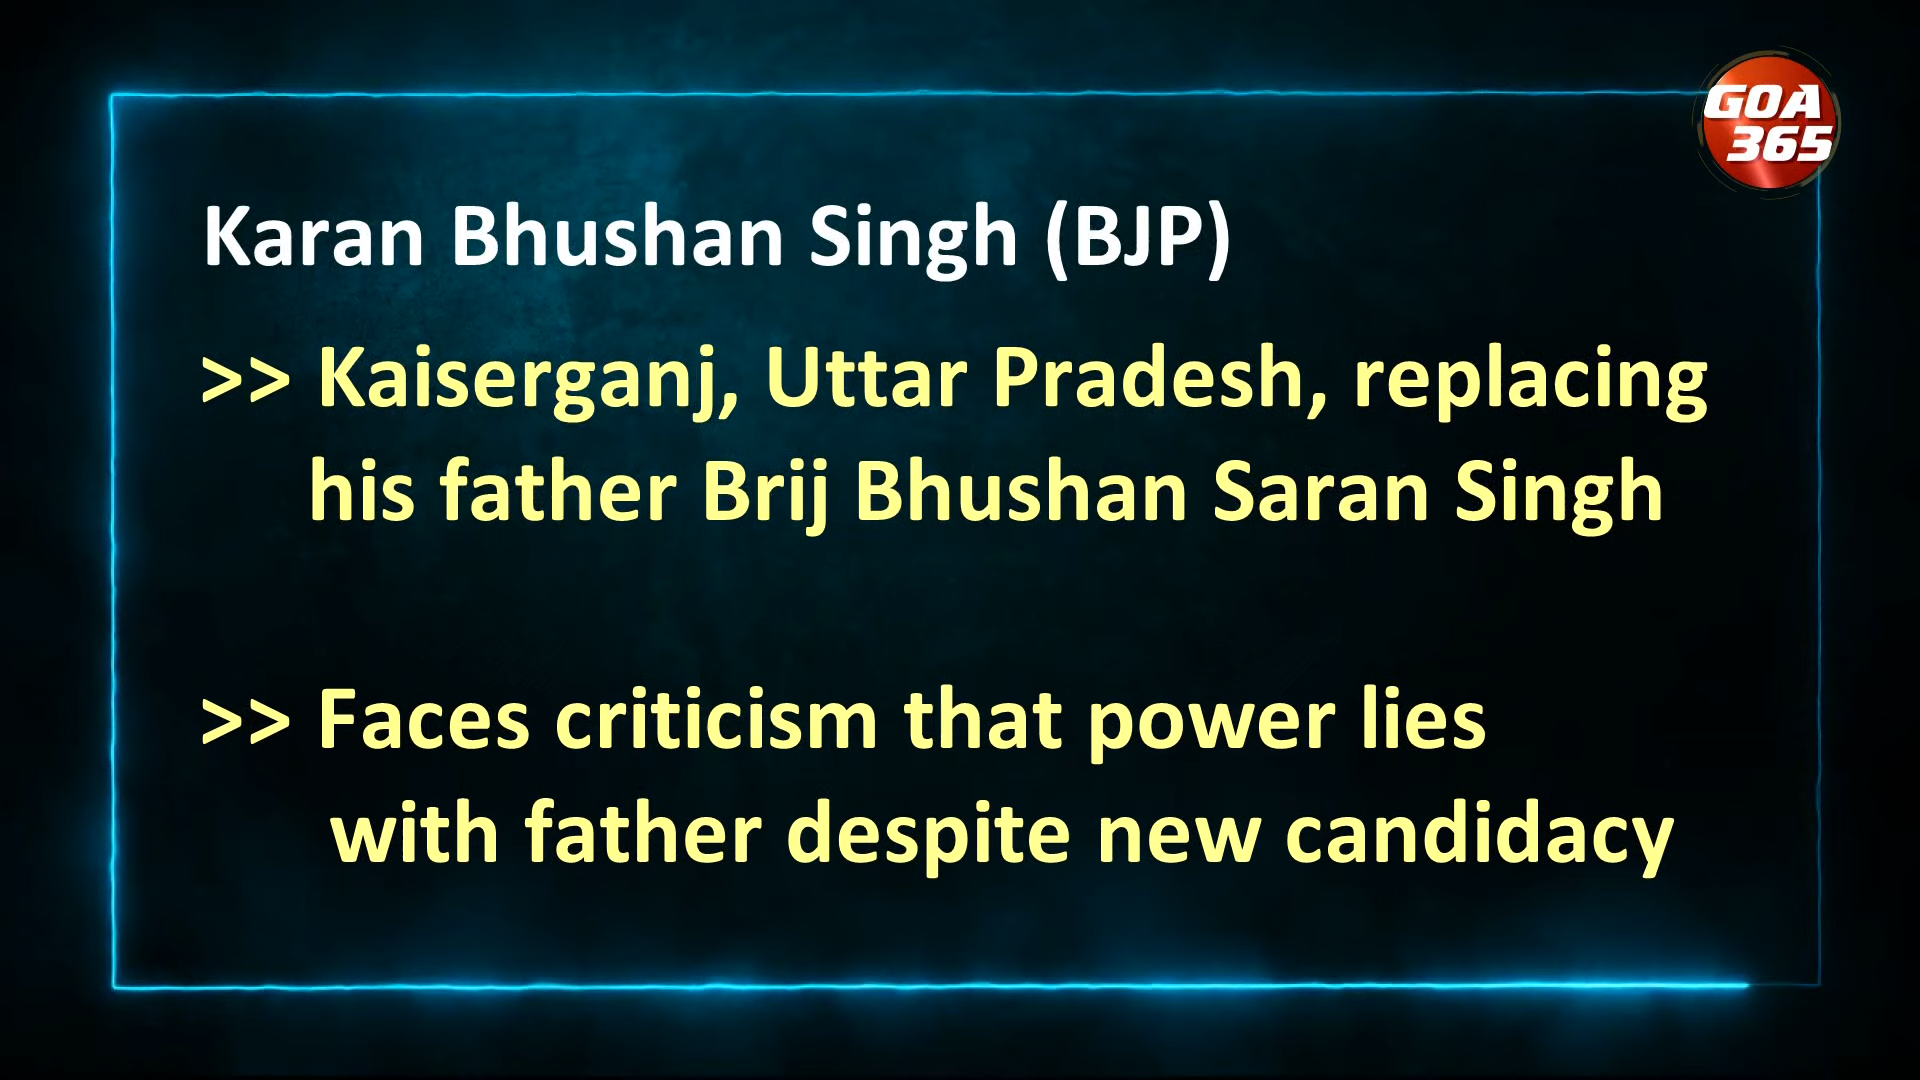 GOA
365
Karan Bhushan Singh (BJP)
>> Kaiserganj, Uttar Pradesh, replacing
his father Brij Bhushan Saran Singh
>> Faces criticism that power lies
with father despite new candidacy